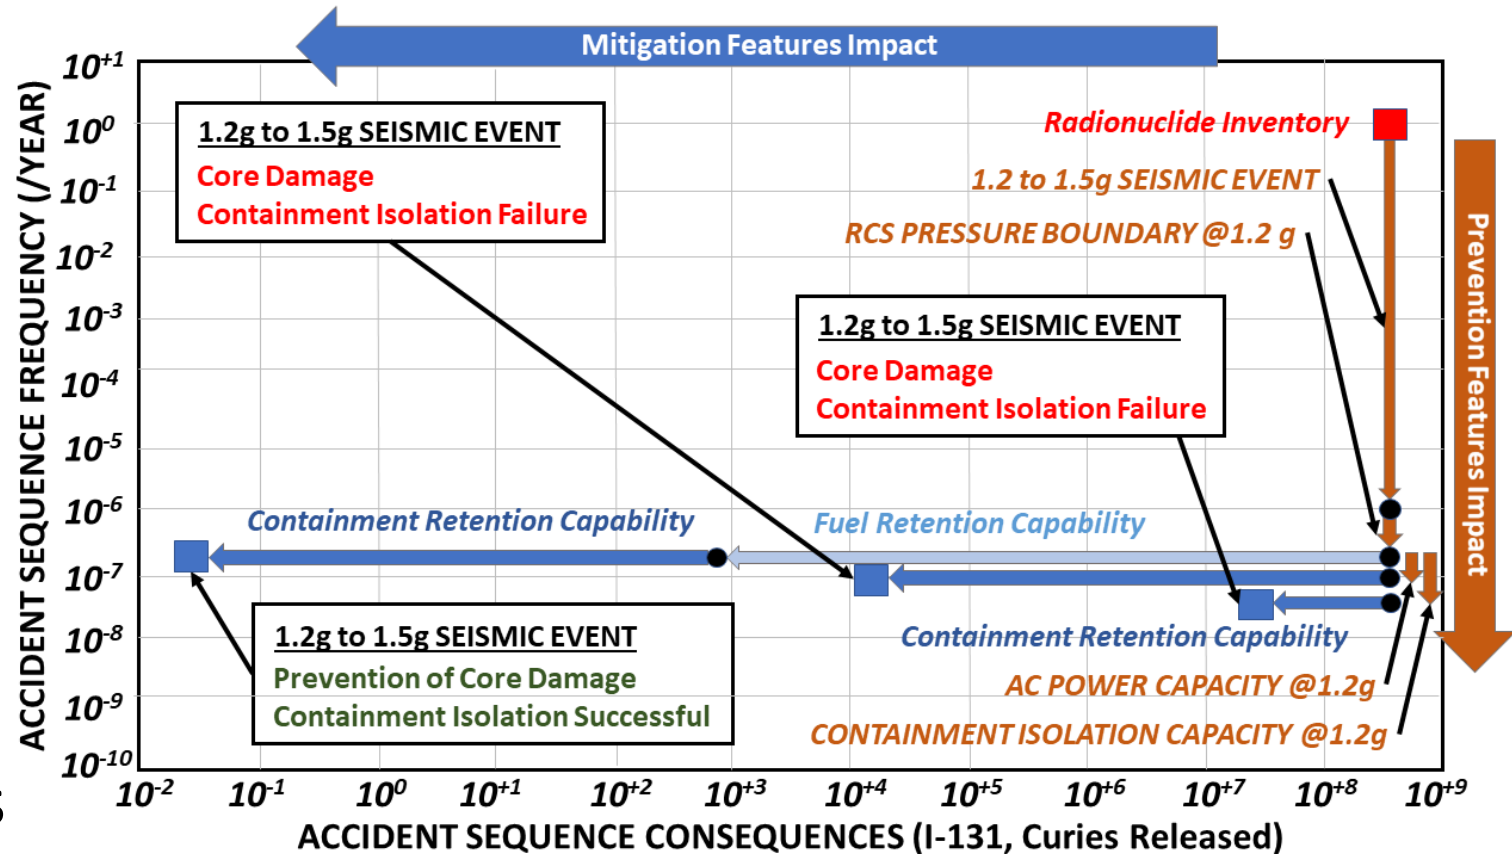 Mitigation Features Impact
10+1
100
10-1
10-2
10-3
10-4
10-5
10-6
10-7
10-8
10-9
10-10
ACCIDENT SEQUENCE FREQUENCY (/YEAR)
1.2g to 1.5g SEISMIC EVENT
Core Damage
Containment Isolation Failure
Radionuclide Inventory
1.2 to 1.5g SEISMIC EVENT
RCS PRESSURE BOUNDARY @1.2 g
1.2g to 1.5g SEISMIC EVENT
Core Damage
Containment Isolation Failure
Prevention Features Impact
Containment Retention Capability
Fuel Retention Capability
1.2g to 1.5g SEISMIC EVENT
Prevention of Core Damage
Containment Isolation Successful
Containment Retention Capability
AC POWER CAPACITY @1.2g
CONTAINMENT ISOLATION CAPACITY @1.2g
10-2 10-1 100 10+1 10+2 10+3 10+4 10+5 10+6 10+7 10+8 10+9
ACCIDENT SEQUENCE CONSEQUENCES (I-131, Curies Released)